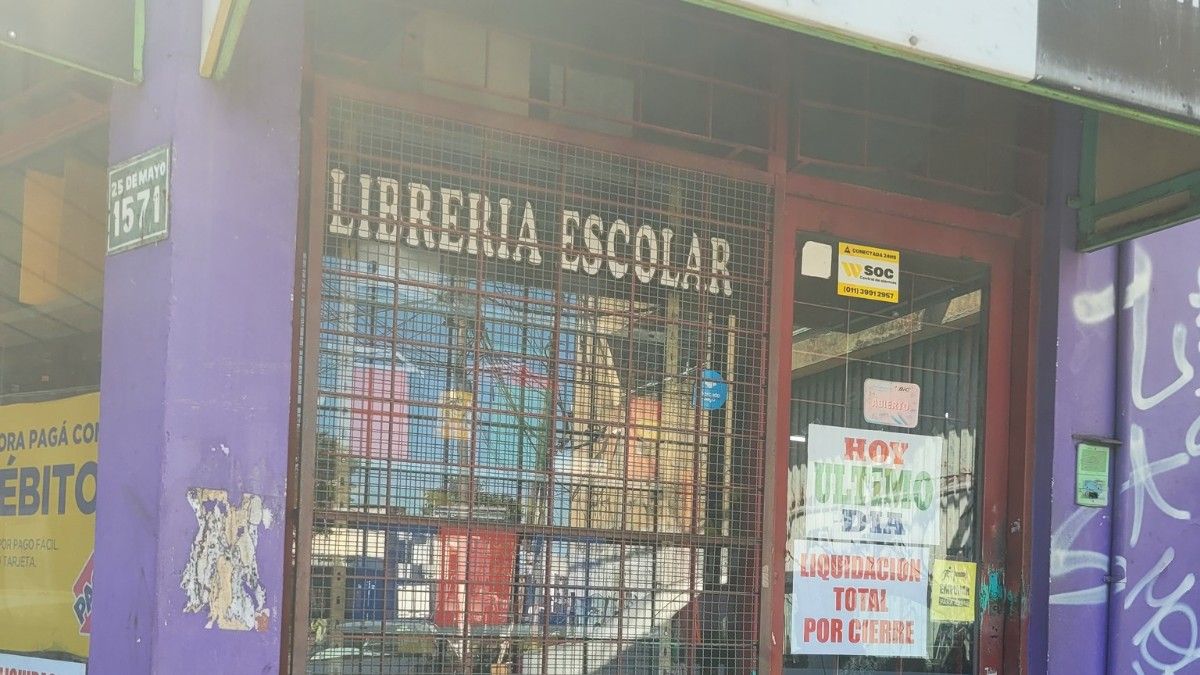 25 DE MAYO
1571
LIBRERIA ESCOLAR
CONECTADA 24HS
SOC
(011) 3991 2957
BIC
ABIERTO
HOY
ULTIMO
DIA
LIQUIDACION
TOTAL
POR CIERRE
ORA PAGÁ CON
ÉBITO
POR PAGO FACIL
TARJETA.